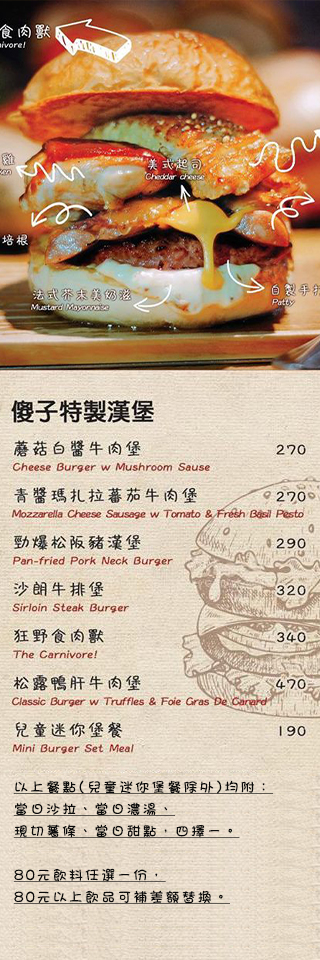 食肉獸
nivore!
雞
ken
美式起司
Cheddar cheese
培根
法式芥末美奶滋
Mustard Mayonnaise
自製手打
Patty
傻子特製漢堡
蘑菇白醬牛肉堡 270
Cheese Burger w Mushroom Sause
青醬瑪扎拉蕃茄牛肉堡 270
Mozzarella Cheese Sausage w Tomato & Fresh Basil Pesto
勁爆松阪豬漢堡 290
Pan-fried Pork Neck Burger
沙朗牛排堡 320
Sirloin Steak Burger
狂野食肉獸 340
The Carnivore!
松露鴨肝牛肉堡 470
Classic Burger w Truffles & Foie Gras De Canard
兒童迷你堡餐 190
Mini Burger Set Meal
以上餐點(兒童迷你堡餐除外)均附：
當日沙拉、當日濃湯、
現切薯條、當日甜點，四擇一。
80元飲料任選一份，
80元以上飲品可補差額替換。